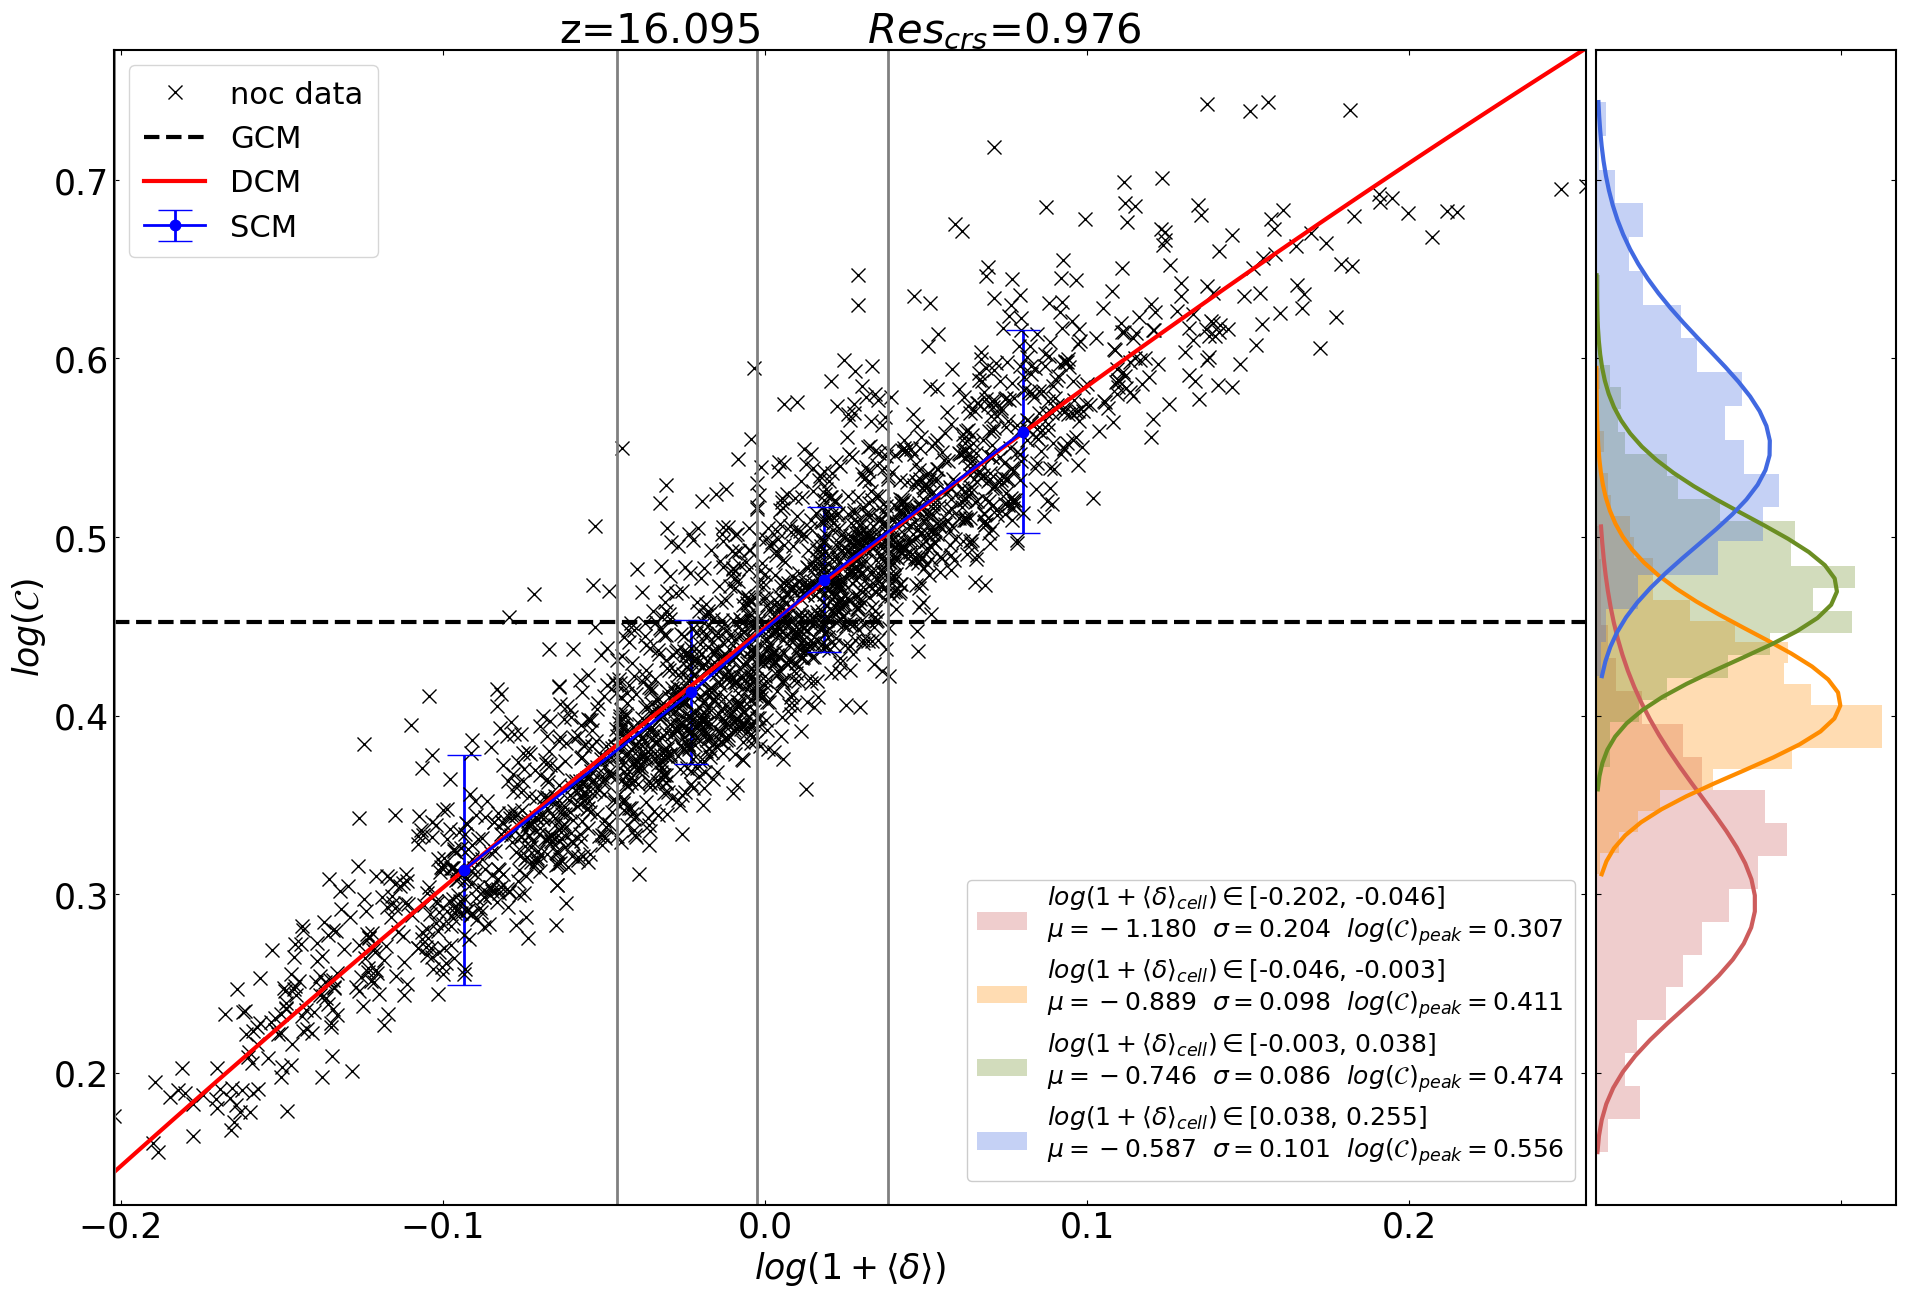 z=16.095 Res_crs=0.976
noc data
GCM
DCM
SCM
0.7
0.6
0.5
0.4
0.3
0.2
log(𝒞)
log(1+⟨δ⟩_cell) ∈ [-0.202, -0.046]
μ = −1.180 σ = 0.204 log(𝒞)_peak = 0.307
log(1+⟨δ⟩_cell) ∈ [-0.046, -0.003]
μ = −0.889 σ = 0.098 log(𝒞)_peak = 0.411
log(1+⟨δ⟩_cell) ∈ [-0.003, 0.038]
μ = −0.746 σ = 0.086 log(𝒞)_peak = 0.474
log(1+⟨δ⟩_cell) ∈ [0.038, 0.255]
μ = −0.587 σ = 0.101 log(𝒞)_peak = 0.556
−0.2 −0.1 0.0 0.1 0.2
log(1 + ⟨δ⟩)